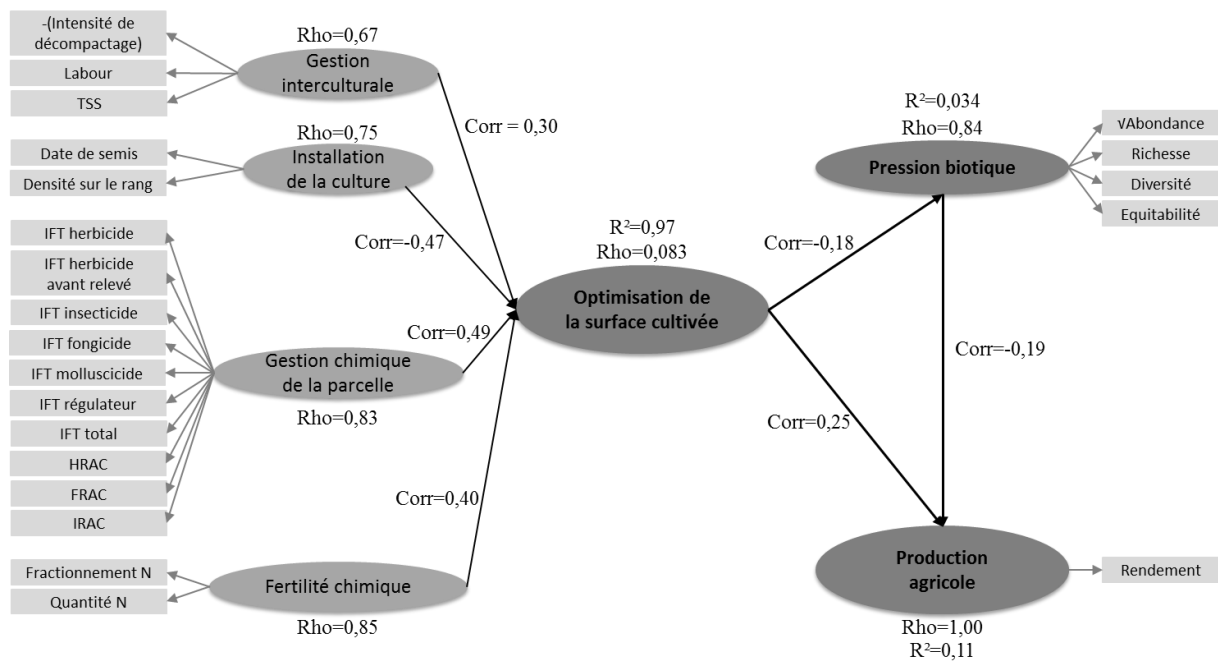 -(Intensité de
décompactage)
Labour
TSS
Rho=0,67
Gestion
interculturale
Corr = 0,30
Date de semis
Densité sur le rang
Rho=0,75
Installation
de la culture
Corr=-0,47
IFT herbicide
IFT herbicide
avant relevé
IFT insecticide
IFT fongicide
IFT molluscicide
IFT régulateur
IFT total
HRAC
FRAC
IRAC
Gestion chimique
de la parcelle
Rho=0,83
Corr=0,49
Fractionnement N
Quantité N
Fertilité chimique
Rho=0,85
Corr=0,40
R²=0,97
Rho=0,083
Optimisation de
la surface cultivée
Corr=-0,18
Corr=0,25
R²=0,034
Rho=0,84
Pression biotique
√Abondance
Richesse
Diversité
Equitabilité
Corr=-0,19
Production
agricole
Rendement
Rho=1,00
R²=0,11